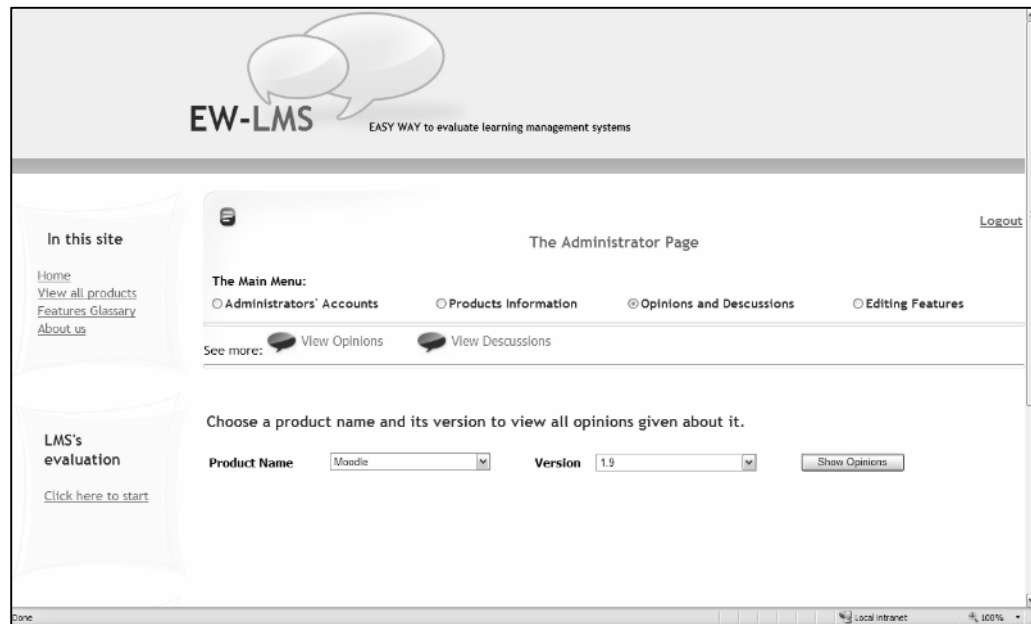 EW-LMS
EASY WAY to evaluate learning management systems
In this site
Home
View all products
Features Glassary
About us
LMS's
evaluation
Click here to start
Logout
The Administrator Page
The Main Menu:
Administrators' Accounts Products Information Opinions and Descussions Editing Features
See more: View Opinions View Descussions
Choose a product name and its version to view all opinions given about it.
Product Name Moodle Version 1.9 Show Opinions
Done Local intranet 100%